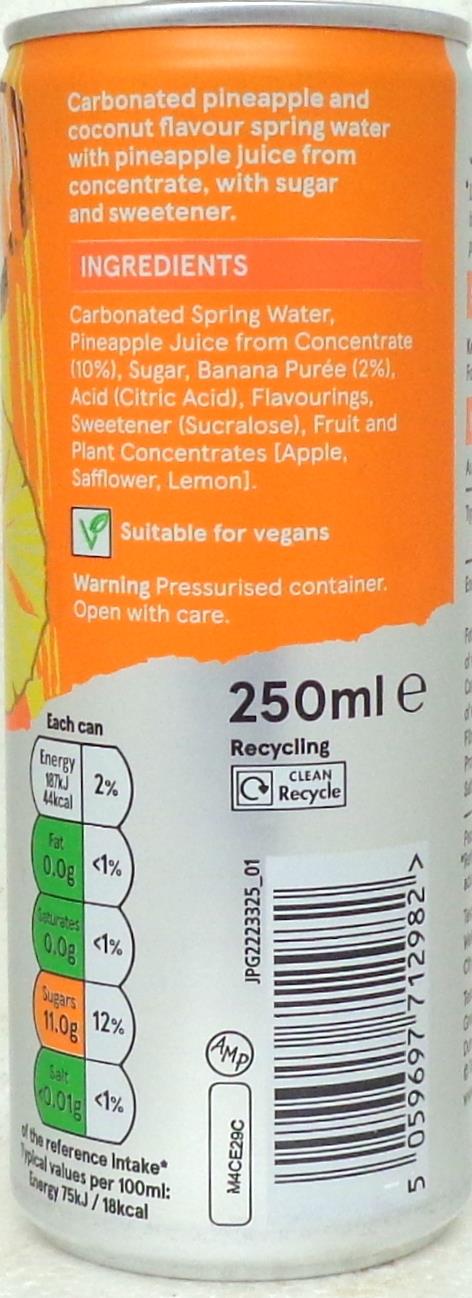 Carbonated pineapple and
coconut flavour spring water
with pineapple juice from
concentrate, with sugar
and sweetener.
INGREDIENTS
Carbonated Spring Water,
Pineapple Juice from Concentrate
(10%), Sugar, Banana Purée (2%),
Acid (Citric Acid), Flavourings,
Sweetener (Sucralose), Fruit and
Plant Concentrates [Apple,
Safflower, Lemon].
Suitable for vegans
Warning Pressurised container.
Open with care.
250ml e
Recycling
CLEAN
Recycle
Each can
Energy
187kJ
44kcal
2%
Fat
0.0g
<1%
Saturates
0.0g
<1%
Sugars
11.0g
12%
Salt
<0.01g
<1%
of the reference intake*
Typical values per 100ml:
Energy 75kJ / 18kcal
JPG2223325_01
AMP
M4CE29C
5 059697 712982 >